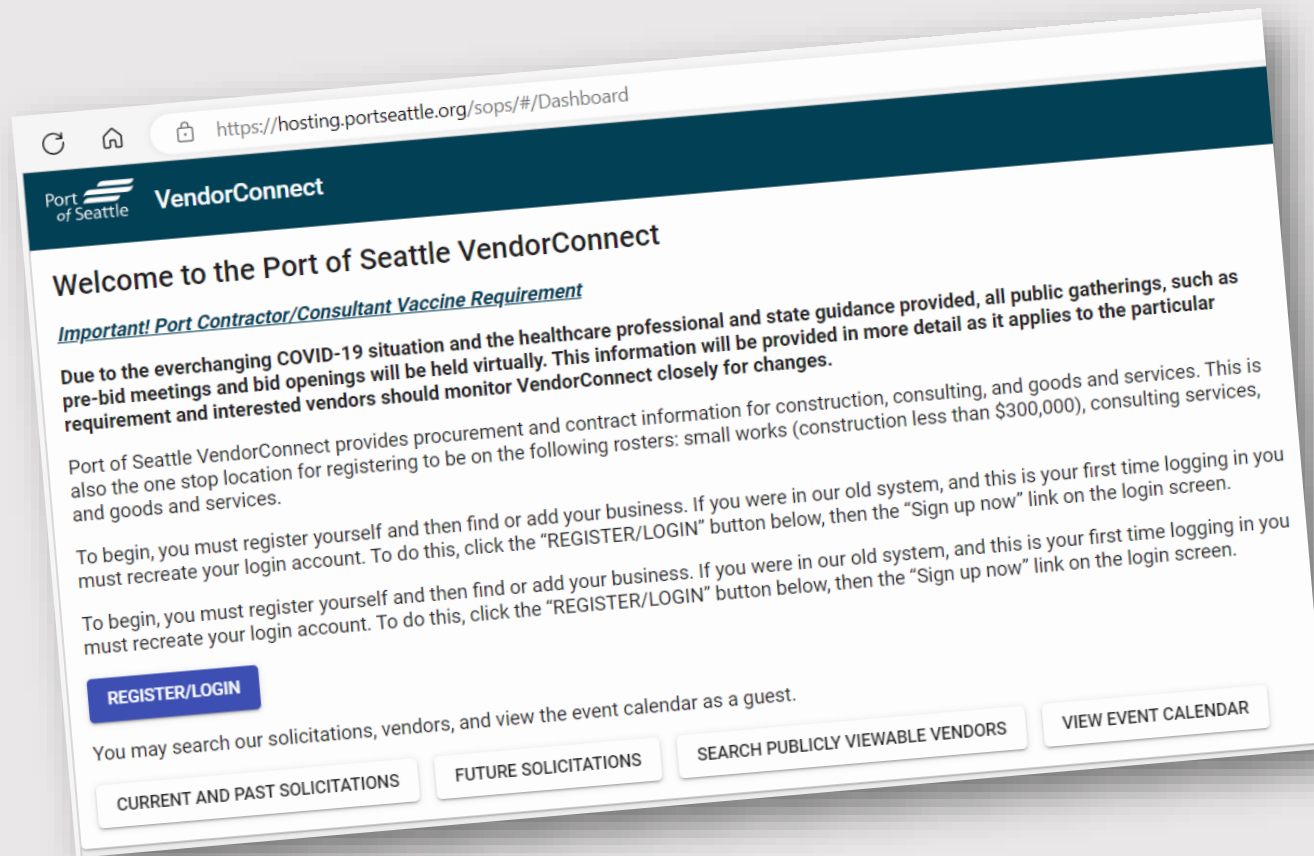 https://hosting.portseattle.org/sops/#/Dashboard
Port
of Seattle
VendorConnect
Welcome to the Port of Seattle VendorConnect
Important! Port Contractor/Consultant Vaccine Requirement
Due to the everchanging COVID-19 situation and the healthcare professional and state guidance provided, all public gatherings, such as
pre-bid meetings and bid openings will be held virtually. This information will be provided in more detail as it applies to the particular
requirement and interested vendors should monitor VendorConnect closely for changes.
Port of Seattle VendorConnect provides procurement and contract information for construction, consulting, and goods and services. This is
also the one stop location for registering to be on the following rosters: small works (construction less than $300,000), consulting services,
and goods and services.
To begin, you must register yourself and then find or add your business. If you were in our old system, and this is your first time logging in you
must recreate your login account. To do this, click the “REGISTER/LOGIN” button below, then the “Sign up now” link on the login screen.
To begin, you must register yourself and then find or add your business. If you were in our old system, and this is your first time logging in you
must recreate your login account. To do this, click the “REGISTER/LOGIN” button below, then the “Sign up now” link on the login screen.
REGISTER/LOGIN
You may search our solicitations, vendors, and view the event calendar as a guest.
CURRENT AND PAST SOLICITATIONS
FUTURE SOLICITATIONS
SEARCH PUBLICLY VIEWABLE VENDORS
VIEW EVENT CALENDAR